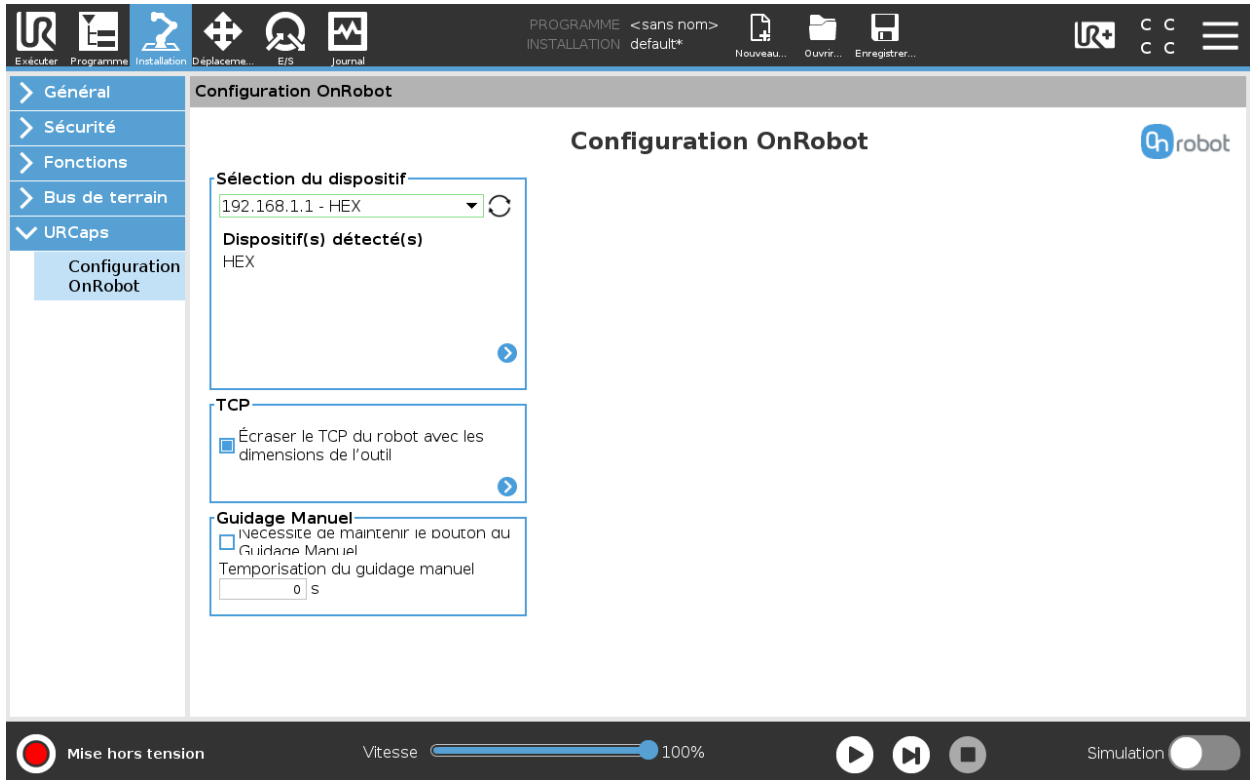 PROGRAMME <sans nom>
INSTALLATION default*
UR+
C C
C C
Exécuter Programme Installation Déplaceme... E/S Journal Nouveau... Ouvrir... Enregistrer...
Général
Sécurité
Fonctions
Bus de terrain
URCaps
Configuration
OnRobot
Configuration OnRobot
Configuration OnRobot
On robot
Sélection du dispositif
192.168.1.1 - HEX
Dispositif(s) détecté(s)
HEX
TCP
Écraser le TCP du robot avec les
dimensions de l’outil
Guidage Manuel
Nécessité de maintenir le bouton du
Guidage Manuel
Temporisation du guidage manuel
0 s
Mise hors tension
Vitesse
100%
Simulation